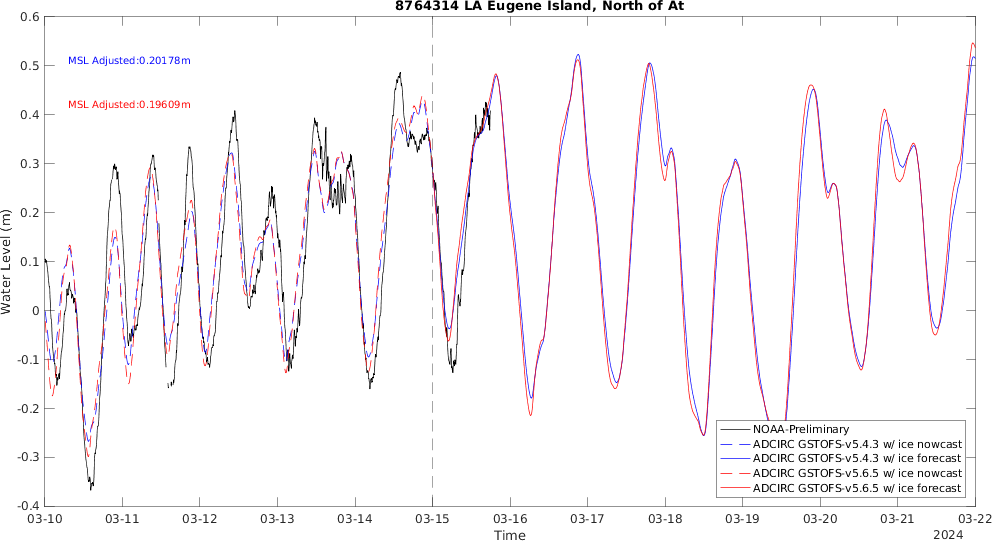 8764314 LA Eugene Island, North of At
MSL Adjusted:0.20178m
MSL Adjusted:0.19609m
Water Level (m)
0.6
0.5
0.4
0.3
0.2
0.1
0
-0.1
-0.2
-0.3
-0.4
NOAA-Preliminary
ADCIRC GSTOFS-v5.4.3 w/ ice nowcast
ADCIRC GSTOFS-v5.4.3 w/ ice forecast
ADCIRC GSTOFS-v5.6.5 w/ ice nowcast
ADCIRC GSTOFS-v5.6.5 w/ ice forecast
03-10 03-11 03-12 03-13 03-14 03-15 03-16 03-17 03-18 03-19 03-20 03-21 03-22
Time
2024